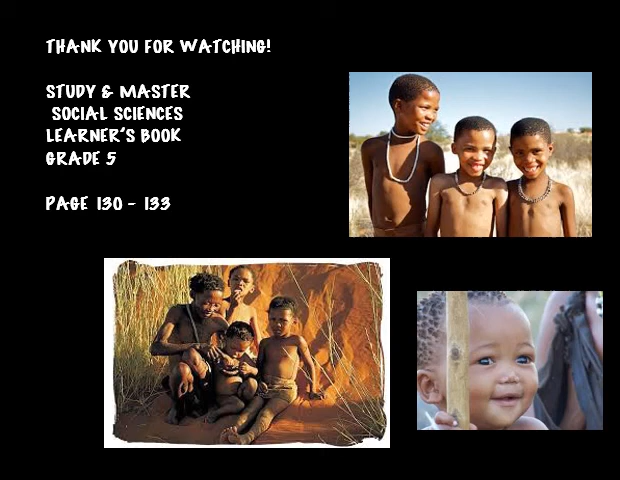 THANK YOU FOR WATCHING!
STUDY & MASTER
SOCIAL SCIENCES
LEARNER'S BOOK
GRADE 5
PAGE 130 - 133